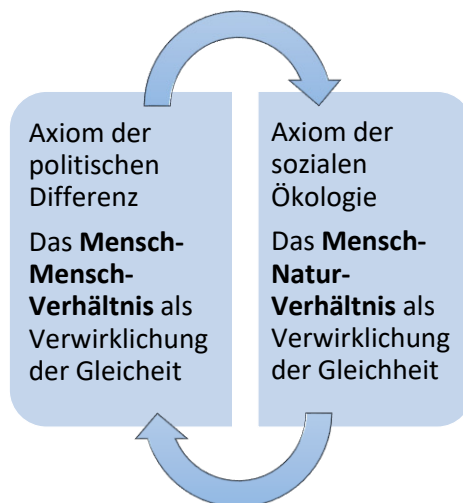 Axiom der
politischen
Differenz
Das Mensch-
Mensch-
Verhältnis als
Verwirklichung
der Gleicheit
Axiom der
sozialen
Ökologie
Das Mensch-
Natur-
Verhältnis als
Verwirklichung
der Gleichheit